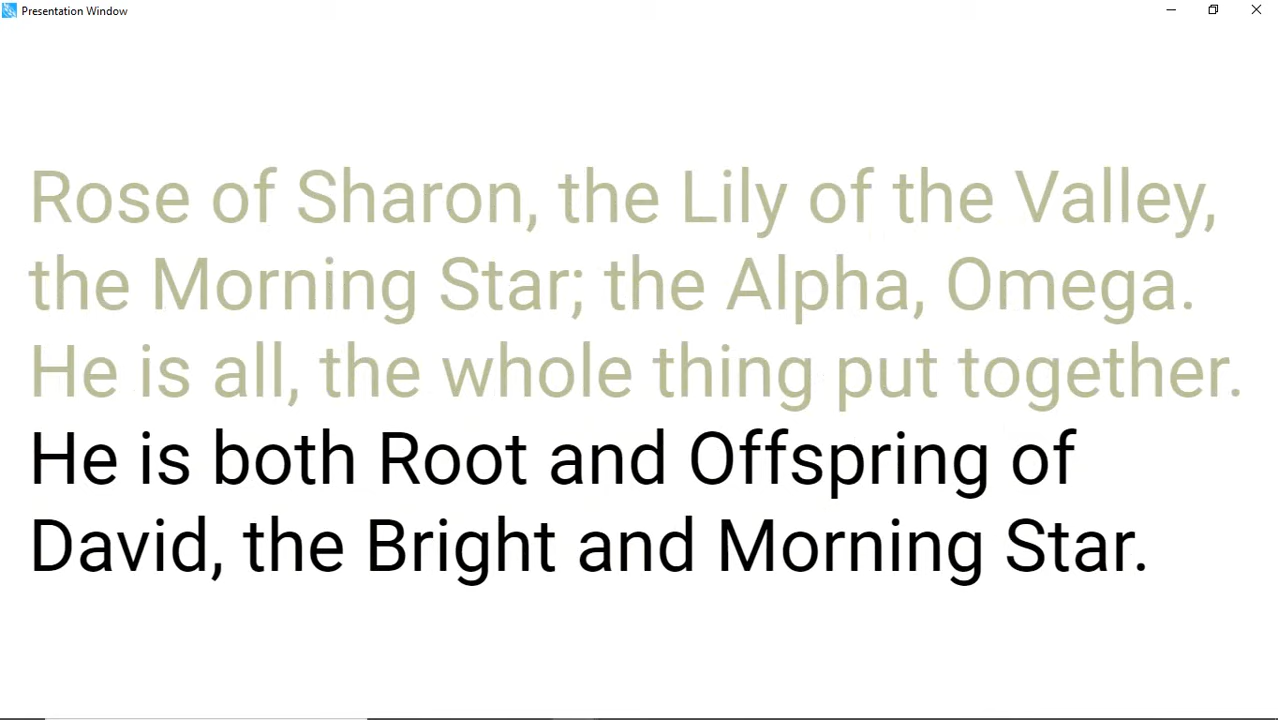 Presentation Window
Rose of Sharon, the Lily of the Valley,
the Morning Star; the Alpha, Omega.
He is all, the whole thing put together.
He is both Root and Offspring of
David, the Bright and Morning Star.